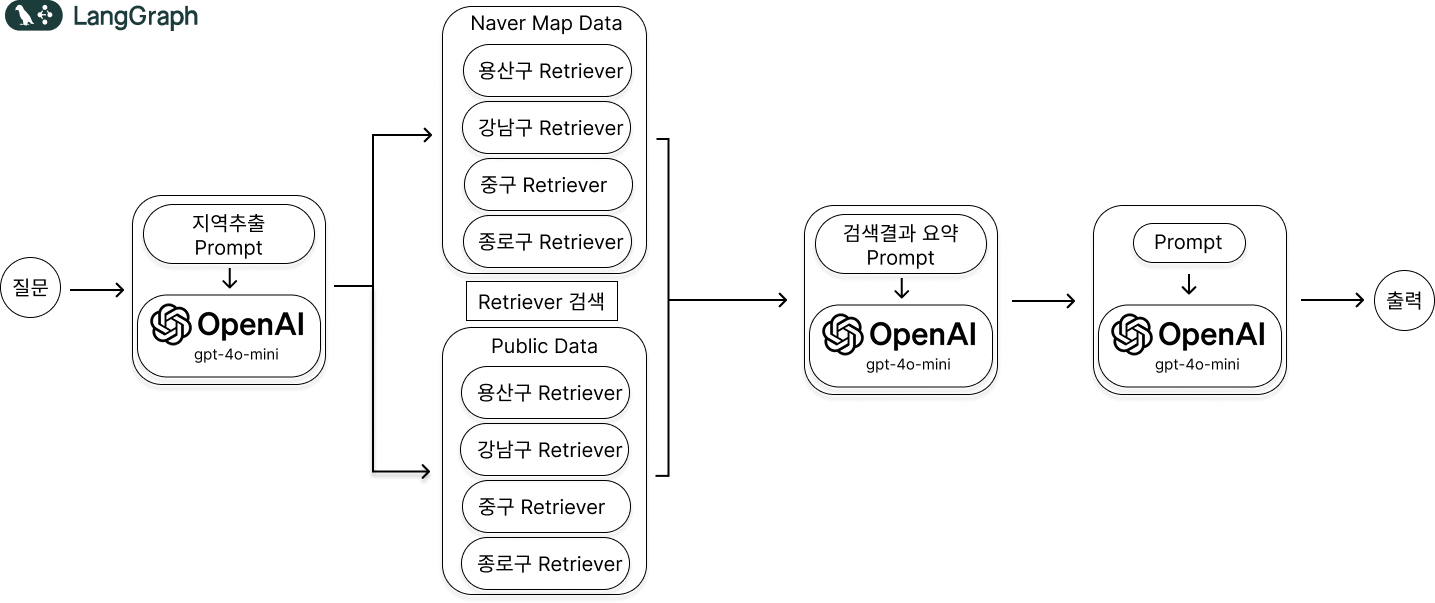 LangGraph
질문
지역추출
Prompt
OpenAI
gpt-4o-mini
Naver Map Data
용산구 Retriever
강남구 Retriever
중구 Retriever
종로구 Retriever
Retriever 검색
Public Data
용산구 Retriever
강남구 Retriever
중구 Retriever
종로구 Retriever
검색결과 요약
Prompt
OpenAI
gpt-4o-mini
Prompt
OpenAI
gpt-4o-mini
출력